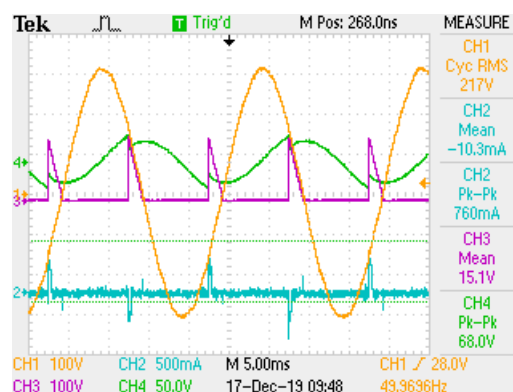 Tek Trig'd M Pos: 268.0ns MEASURE
CH1
Cyc RMS
217V
CH2
Mean
-10.3mA
CH2
Pk-Pk
760mA
CH3
Mean
15.1V
CH4
Pk-Pk
68.0V
4
1
3
2
CH1 100V CH2 500mA M 5.00ms CH1 / 28.0V
CH3 100V CH4 50.0V 17-Dec-19 09:48 49.9696Hz